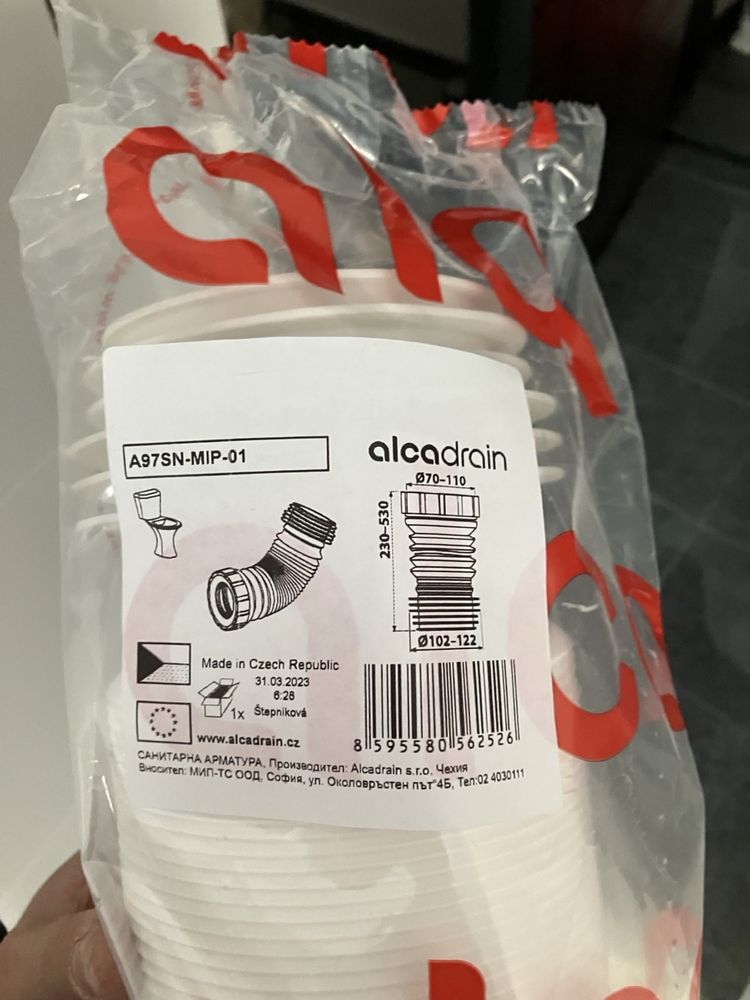 alca
A97SN-MIP-01
alcadrain
Ø70–110
230–530
Ø102–122
Made in Czech Republic
31.03.2023
6:28
1x Štepníková
www.alcadrain.cz
8 595580 562526
САНИТАРНА АРМАТУРА, Производител: Alcadrain s.r.o. Чехия
Вносител: МИП-ТС ООД, София, ул. Околовръстен път"4Б, Тел:02 4030111